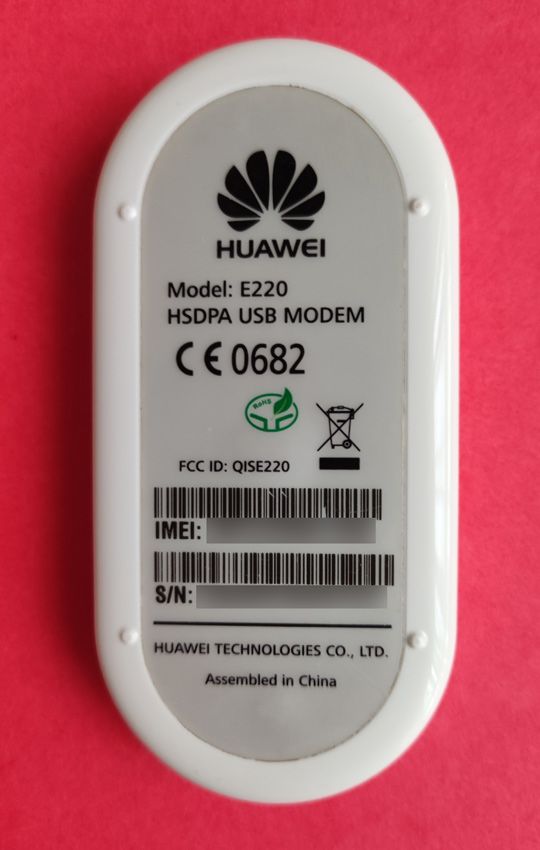 HUAWEI
Model: E220
HSDPA USB MODEM
CE 0682
RoHS
FCC ID: QISE220
IMEI:
S/N:
HUAWEI TECHNOLOGIES CO., LTD.
Assembled in China